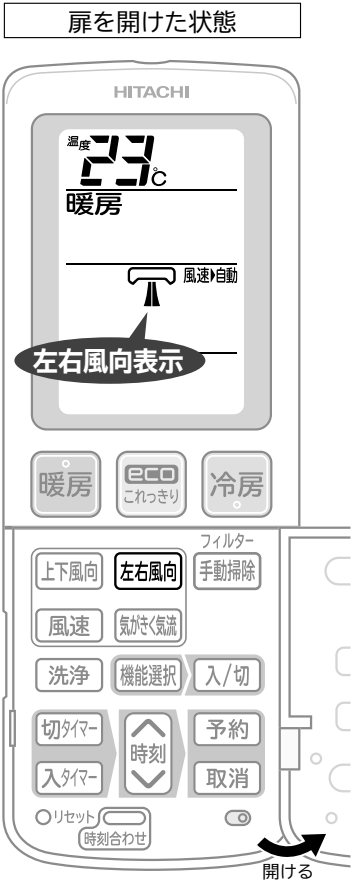 扉を開けた状態
HITACHI
温度23℃
暖房
風速▶自動
左右風向表示
暖房
eco
これっきり
冷房
フィルター
上下風向
左右風向
手動掃除
風速
気がきく気流
洗浄
機能選択
入/切
切タイマー
時刻
予約
入タイマー
取消
リセット
時刻合わせ
開ける